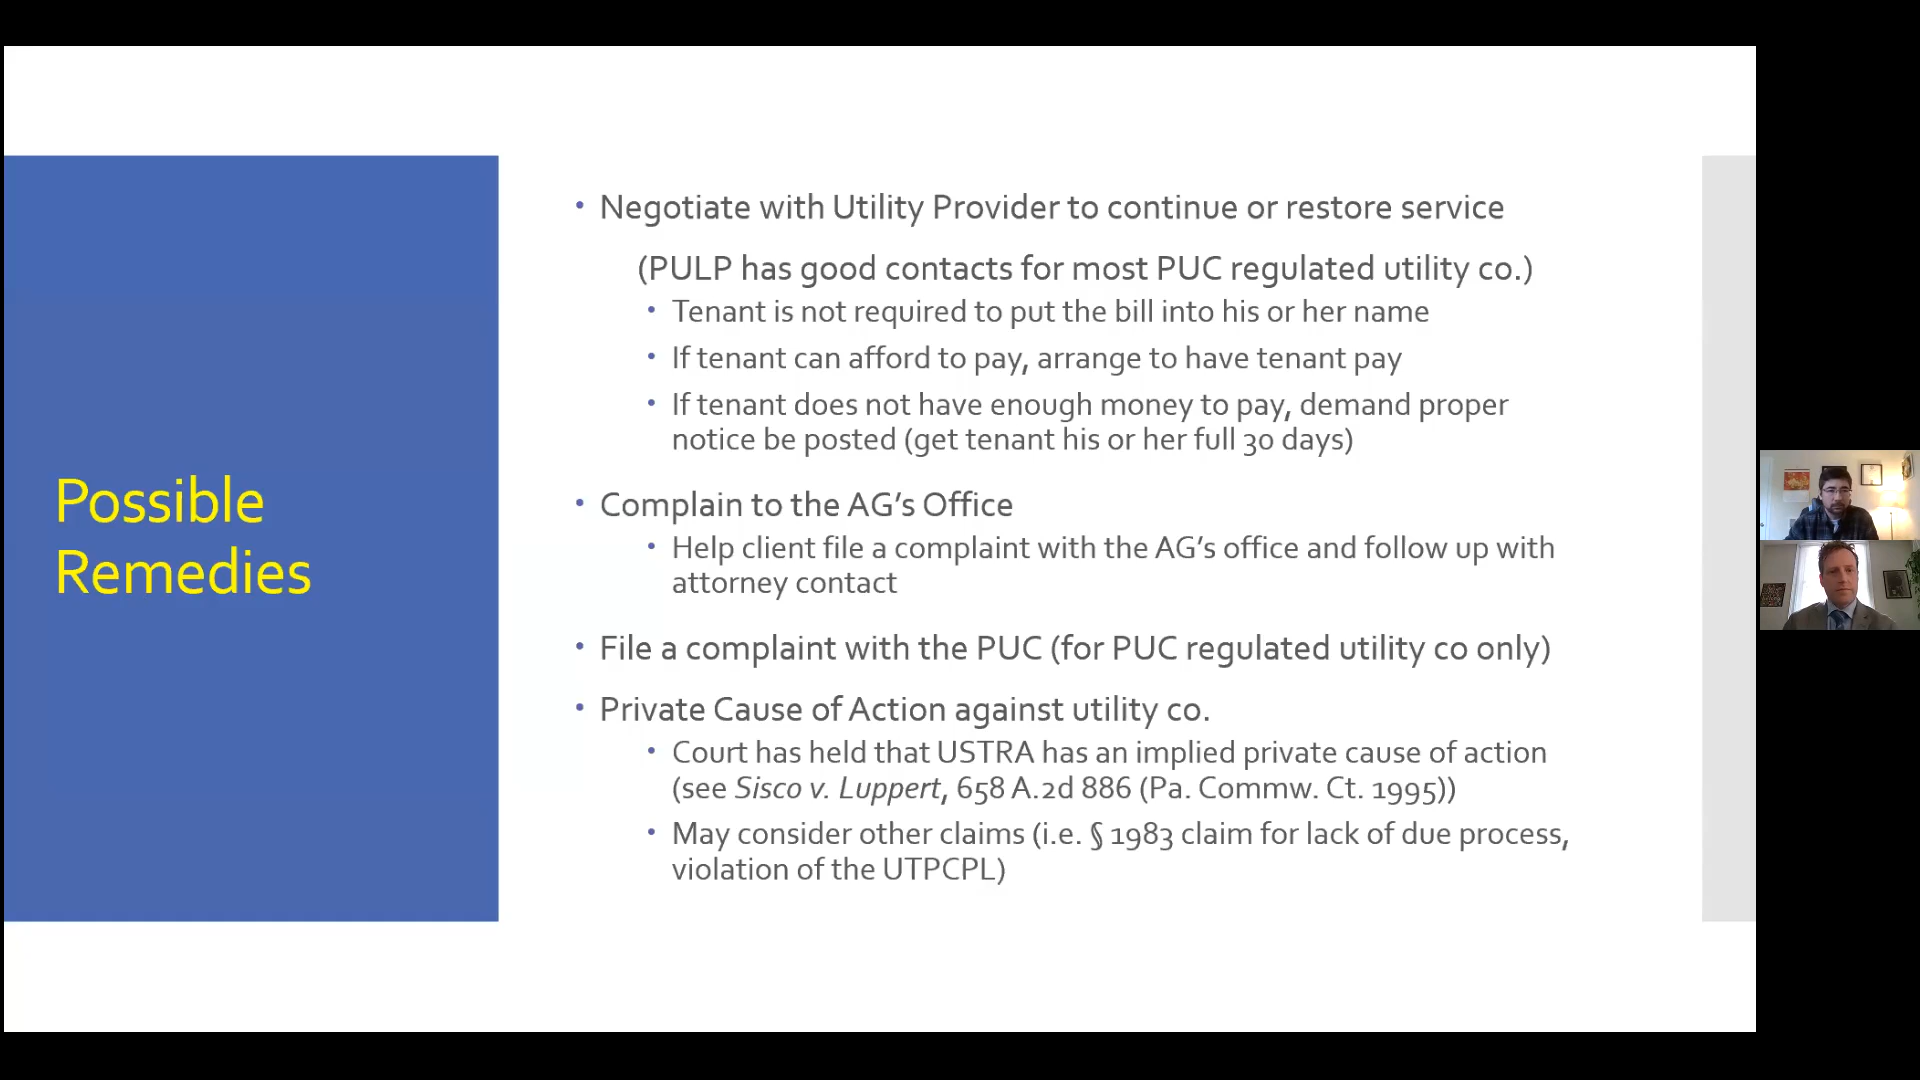 Possible
Remedies
• Negotiate with Utility Provider to continue or restore service
(PULP has good contacts for most PUC regulated utility co.)
• Tenant is not required to put the bill into his or her name
• If tenant can afford to pay, arrange to have tenant pay
• If tenant does not have enough money to pay, demand proper
notice be posted (get tenant his or her full 30 days)
• Complain to the AG’s Office
• Help client file a complaint with the AG’s office and follow up with
attorney contact
• File a complaint with the PUC (for PUC regulated utility co only)
• Private Cause of Action against utility co.
• Court has held that USTRA has an implied private cause of action
(see Sisco v. Luppert, 658 A.2d 886 (Pa. Commw. Ct. 1995))
• May consider other claims (i.e. § 1983 claim for lack of due process,
violation of the UTPCPL)